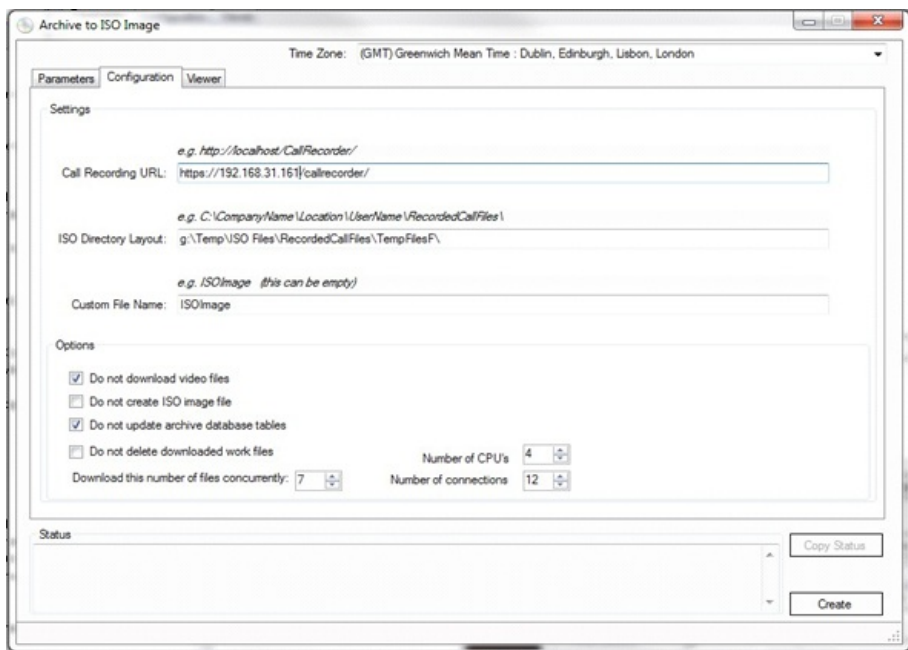 Archive to ISO Image
Time Zone: (GMT) Greenwich Mean Time : Dublin, Edinburgh, Lisbon, London
Parameters Configuration Viewer
Settings
e.g. http://localhost/CallRecorder/
Call Recording URL: https://192.168.31.161/callrecorder/
e.g. C:\CompanyName\Location\UserName\RecordedCallFiles\
ISO Directory Layout: g:\Temp\ISO Files\RecordedCallFiles\TempFilesF\
e.g. ISOImage (this can be empty)
Custom File Name: ISOImage
Options
Do not download video files
Do not create ISO image file
Do not update archive database tables
Do not delete downloaded work files
Number of CPU's 4
Download this number of files concurrently: 7 Number of connections 12
Status
Copy Status
Create